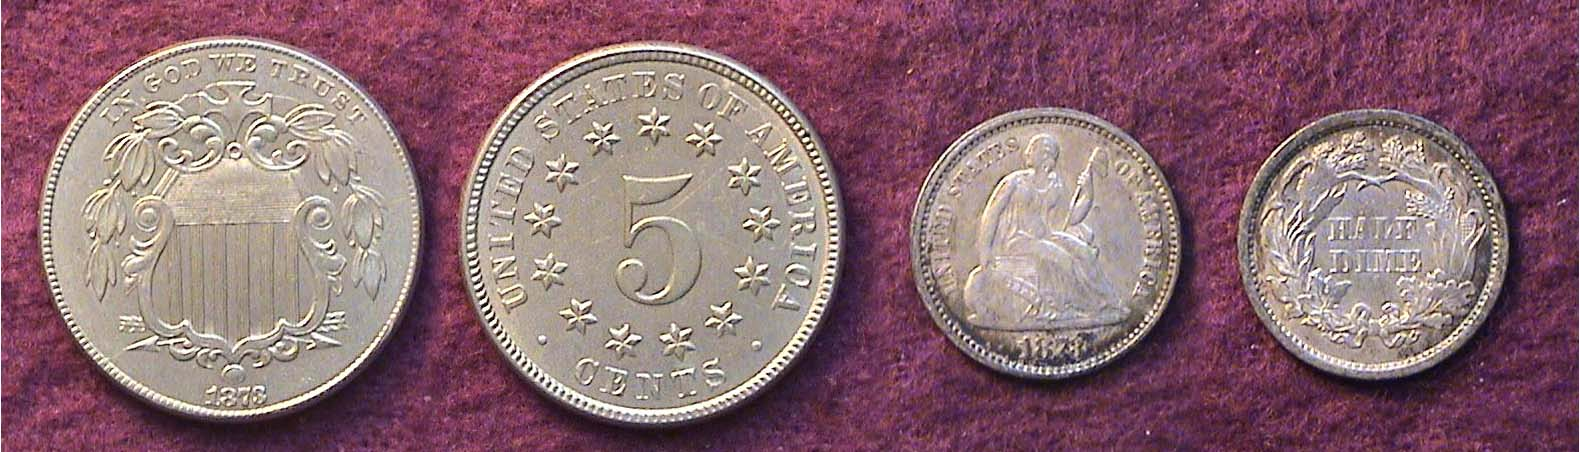 IN GOD WE TRUST
1873
UNITED STATES OF AMERICA
5
CENTS
UNITED STATES OF AMERICA
HALF
DIME